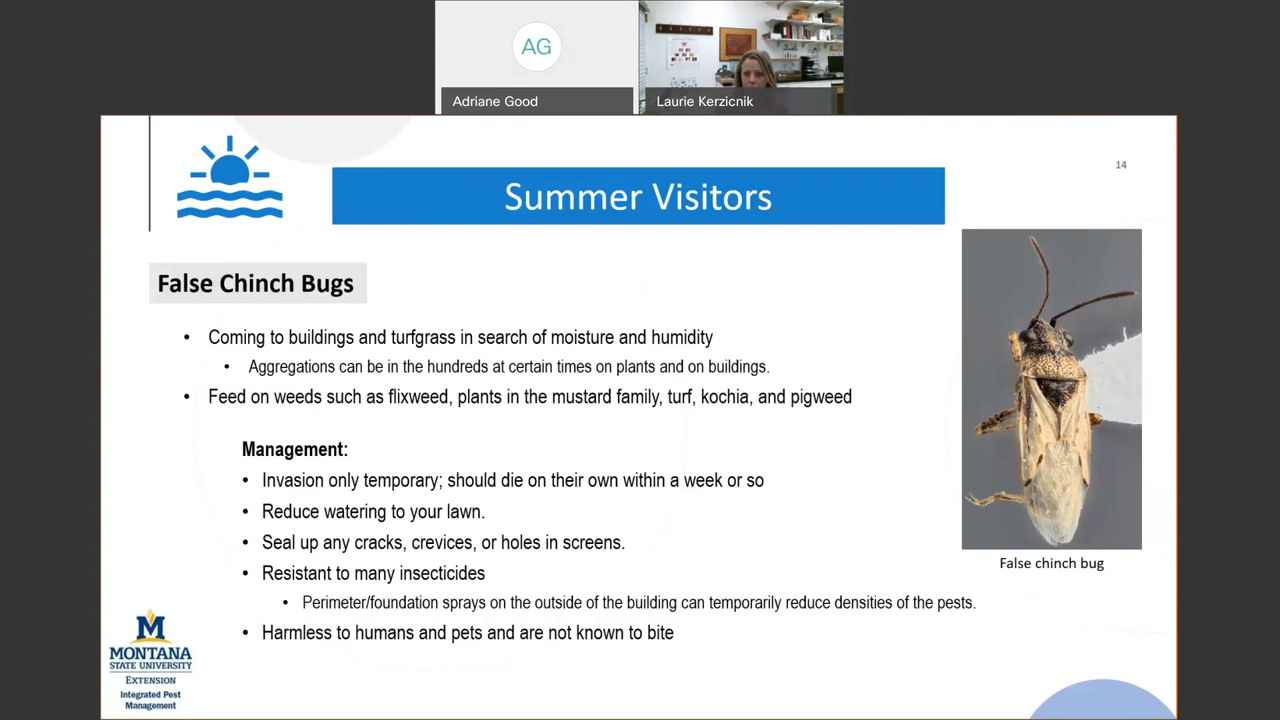 AG
Adriane Good
Laurie Kerzicnik
14
Summer Visitors
False Chinch Bugs
• Coming to buildings and turfgrass in search of moisture and humidity
• Aggregations can be in the hundreds at certain times on plants and on buildings.
• Feed on weeds such as flixweed, plants in the mustard family, turf, kochia, and pigweed
Management:
• Invasion only temporary; should die on their own within a week or so
• Reduce watering to your lawn.
• Seal up any cracks, crevices, or holes in screens.
• Resistant to many insecticides
• Perimeter/foundation sprays on the outside of the building can temporarily reduce densities of the pests.
• Harmless to humans and pets and are not known to bite
False chinch bug
M
MONTANA
STATE UNIVERSITY
EXTENSION
Integrated Pest
Management